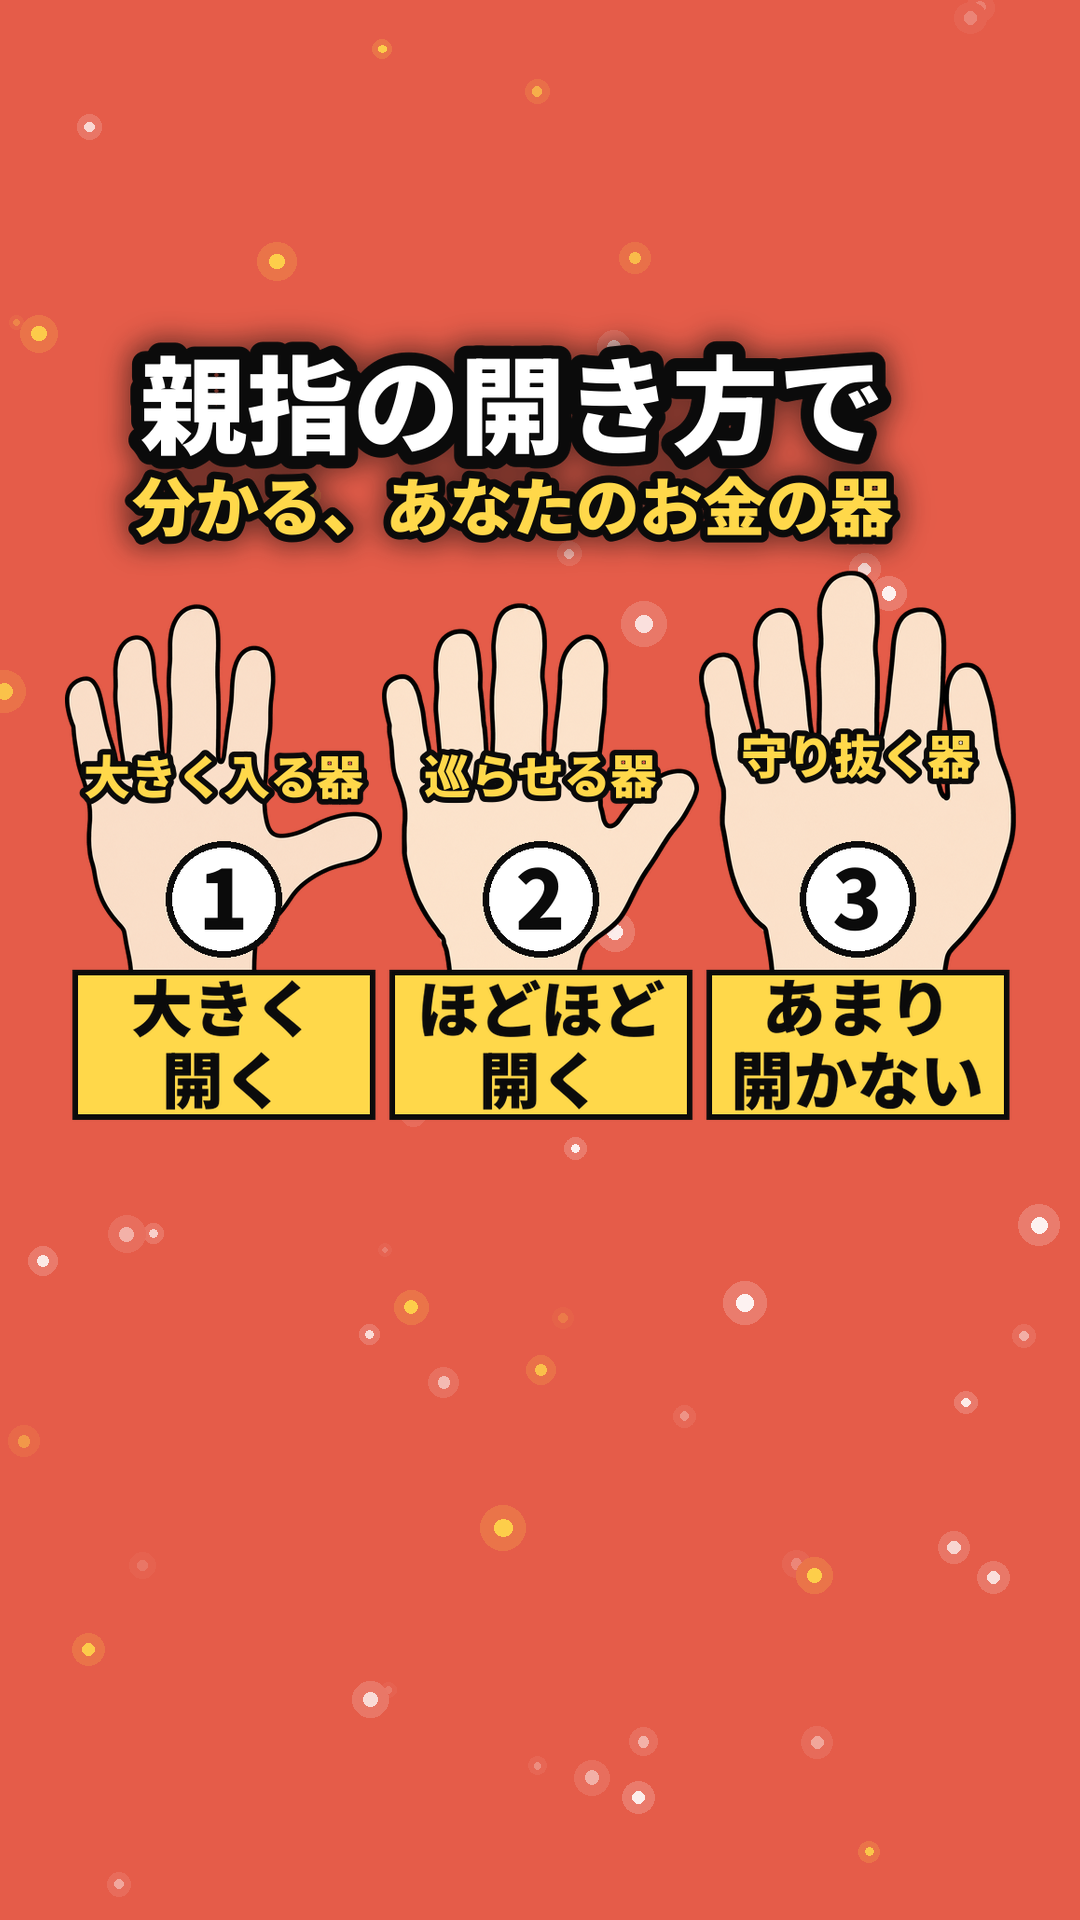 親指の開き方で
分かる、あなたのお金の器
大きく入る器
巡らせる器
守り抜く器
1
2
3
大きく
開く
ほどほど
開く
あまり
開かない